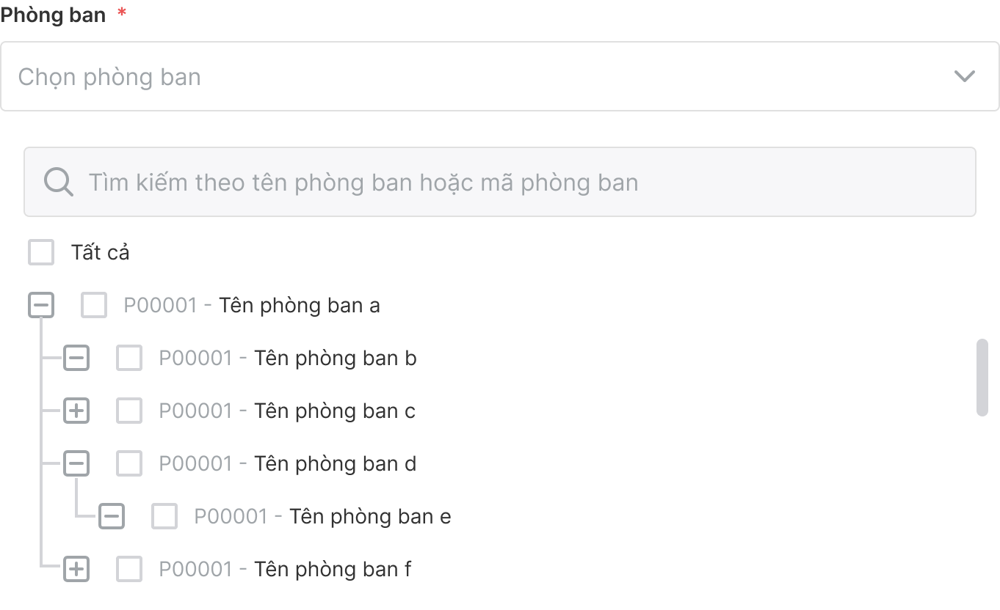 Phòng ban *
Chọn phòng ban
Tìm kiếm theo tên phòng ban hoặc mã phòng ban
Tất cả
P00001 - Tên phòng ban a
P00001 - Tên phòng ban b
P00001 - Tên phòng ban c
P00001 - Tên phòng ban d
P00001 - Tên phòng ban e
P00001 - Tên phòng ban f